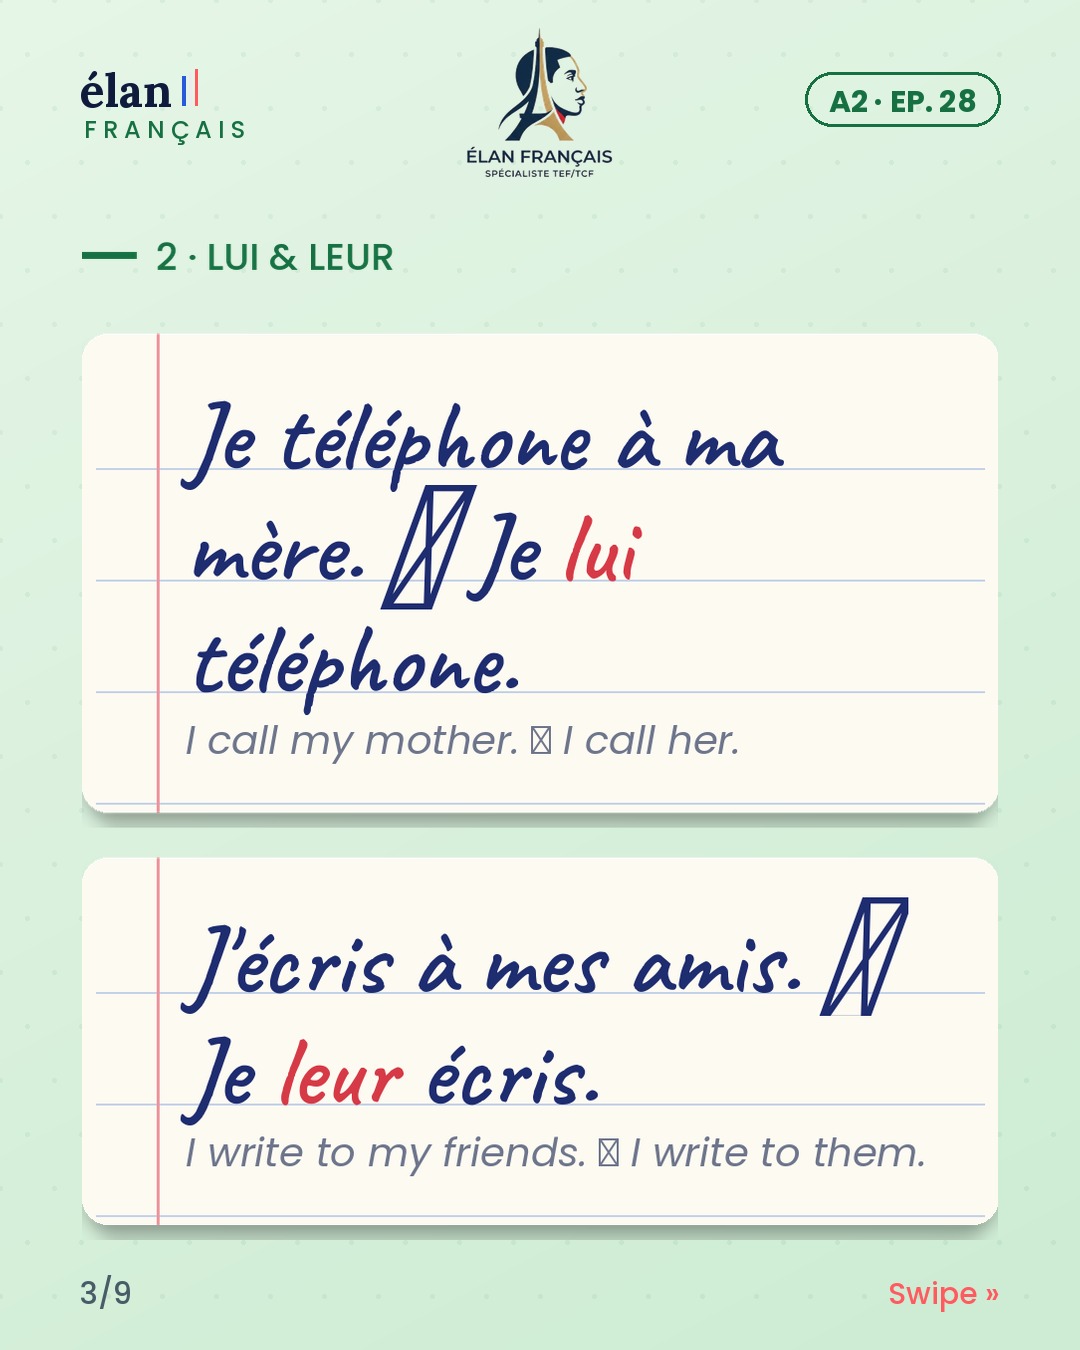 élan
FRANÇAIS
ÉLAN FRANÇAIS
SPÉCIALISTE TEF/TCF
A2 · EP. 28
2 · LUI & LEUR
Je téléphone à ma
mère. Je lui
téléphone.
I call my mother. I call her.
J'écris à mes amis.
Je leur écris.
I write to my friends. I write to them.
3/9
Swipe »